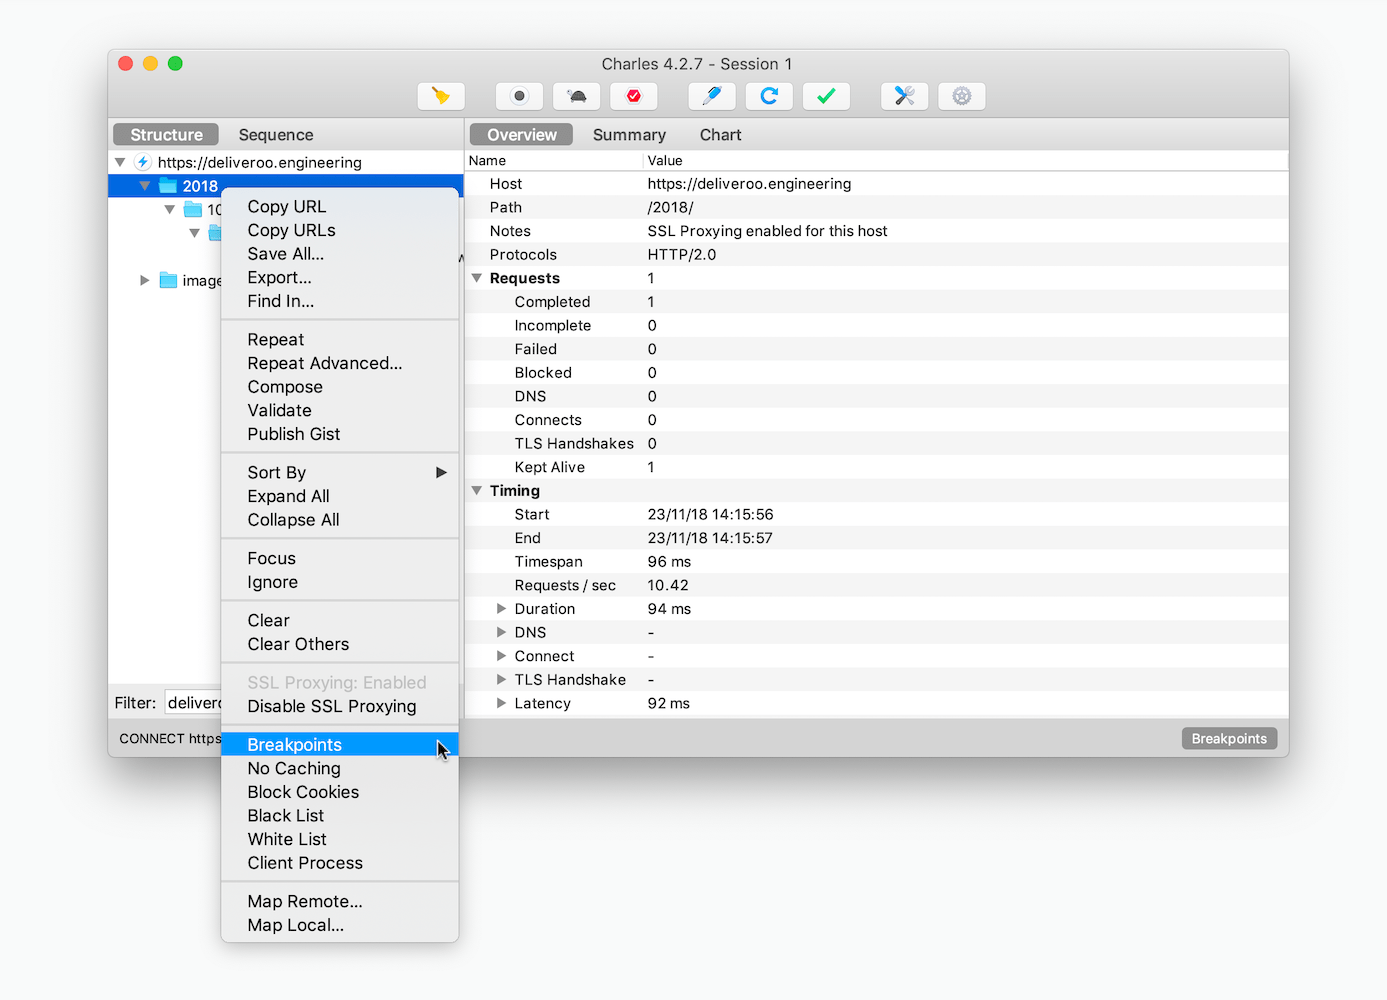 Charles 4.2.7 - Session 1
Structure Sequence
Overview Summary Chart
https://deliveroo.engineering
2018
10
image
Filter: delivero
CONNECT https
Copy URL
Copy URLs
Save All...
Export...
Find In...
Repeat
Repeat Advanced...
Compose
Validate
Publish Gist
Sort By
Expand All
Collapse All
Focus
Ignore
Clear
Clear Others
SSL Proxying: Enabled
Disable SSL Proxying
Breakpoints
No Caching
Block Cookies
Black List
White List
Client Process
Map Remote...
Map Local...
Name Value
Host https://deliveroo.engineering
Path /2018/
Notes SSL Proxying enabled for this host
Protocols HTTP/2.0
Requests 1
Completed 1
Incomplete 0
Failed 0
Blocked 0
DNS 0
Connects 0
TLS Handshakes 0
Kept Alive 1
Timing
Start 23/11/18 14:15:56
End 23/11/18 14:15:57
Timespan 96 ms
Requests / sec 10.42
Duration 94 ms
DNS -
Connect -
TLS Handshake -
Latency 92 ms
Breakpoints